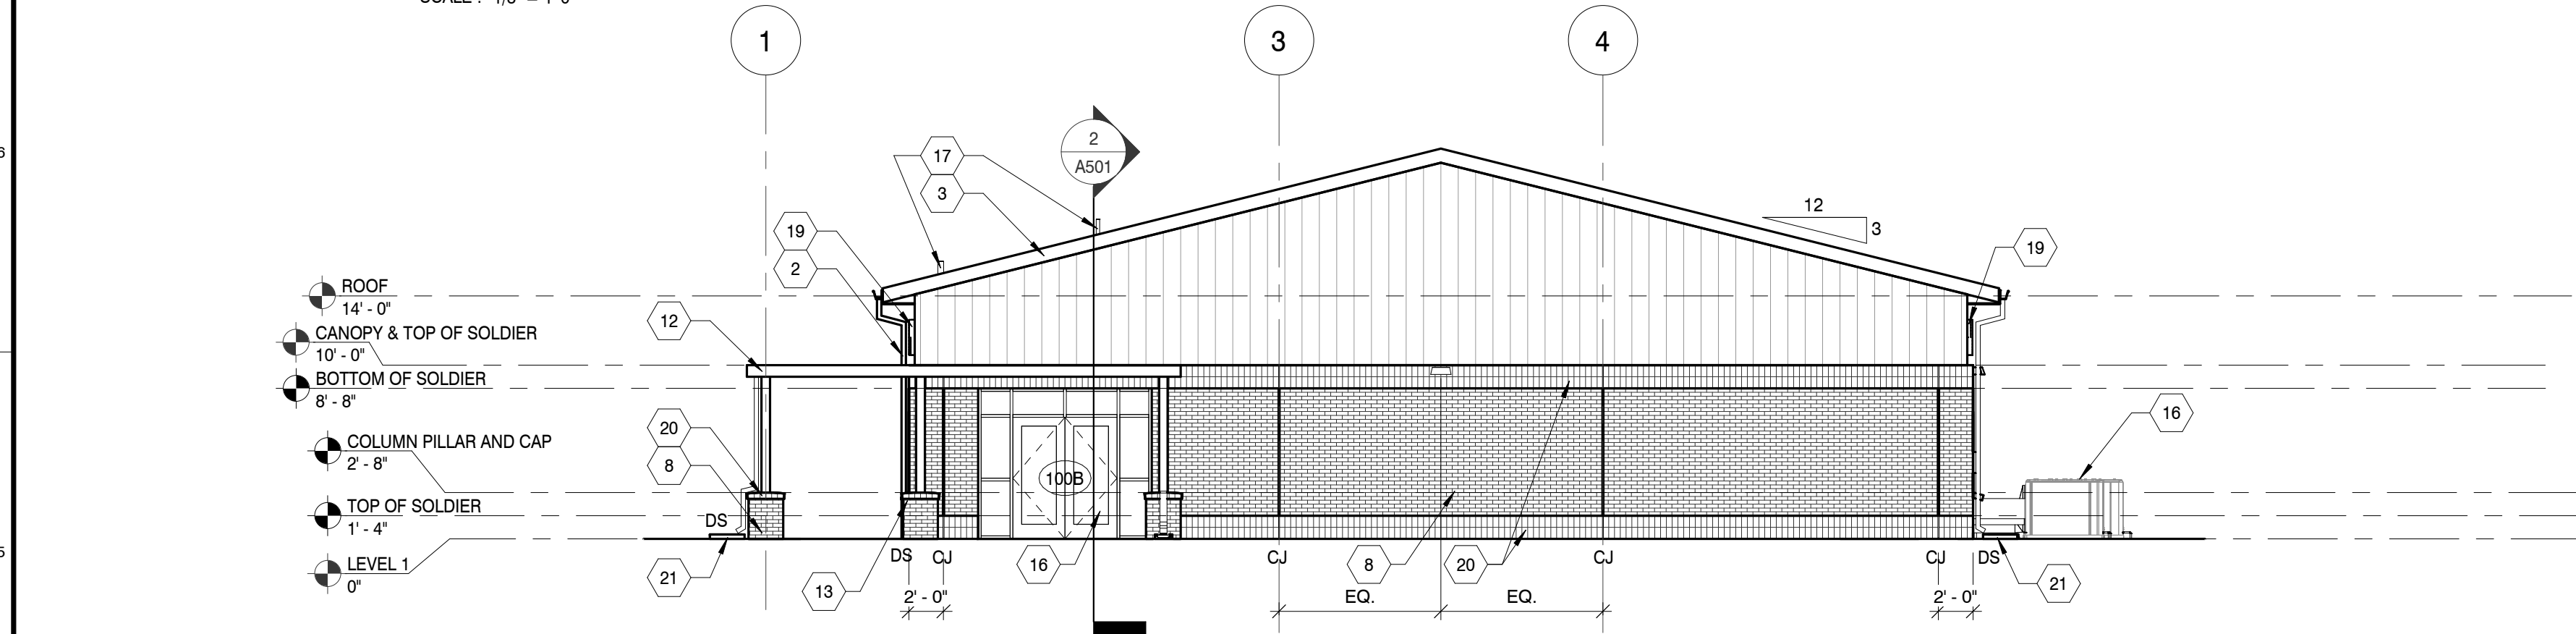 1
3
4
6
2
A501
17
3
12
3
19
2
19
ROOF
14' - 0"
12
CANOPY & TOP OF SOLDIER
10' - 0"
BOTTOM OF SOLDIER
8' - 8"
20
16
COLUMN PILLAR AND CAP
2' - 8"
8
100B
TOP OF SOLDIER
1' - 4"
DS
5
DS
CJ
CJ
CJ
CJ
DS
LEVEL 1
0"
21
13
16
8
20
21
2' - 0"
EQ.
EQ.
2' - 0"